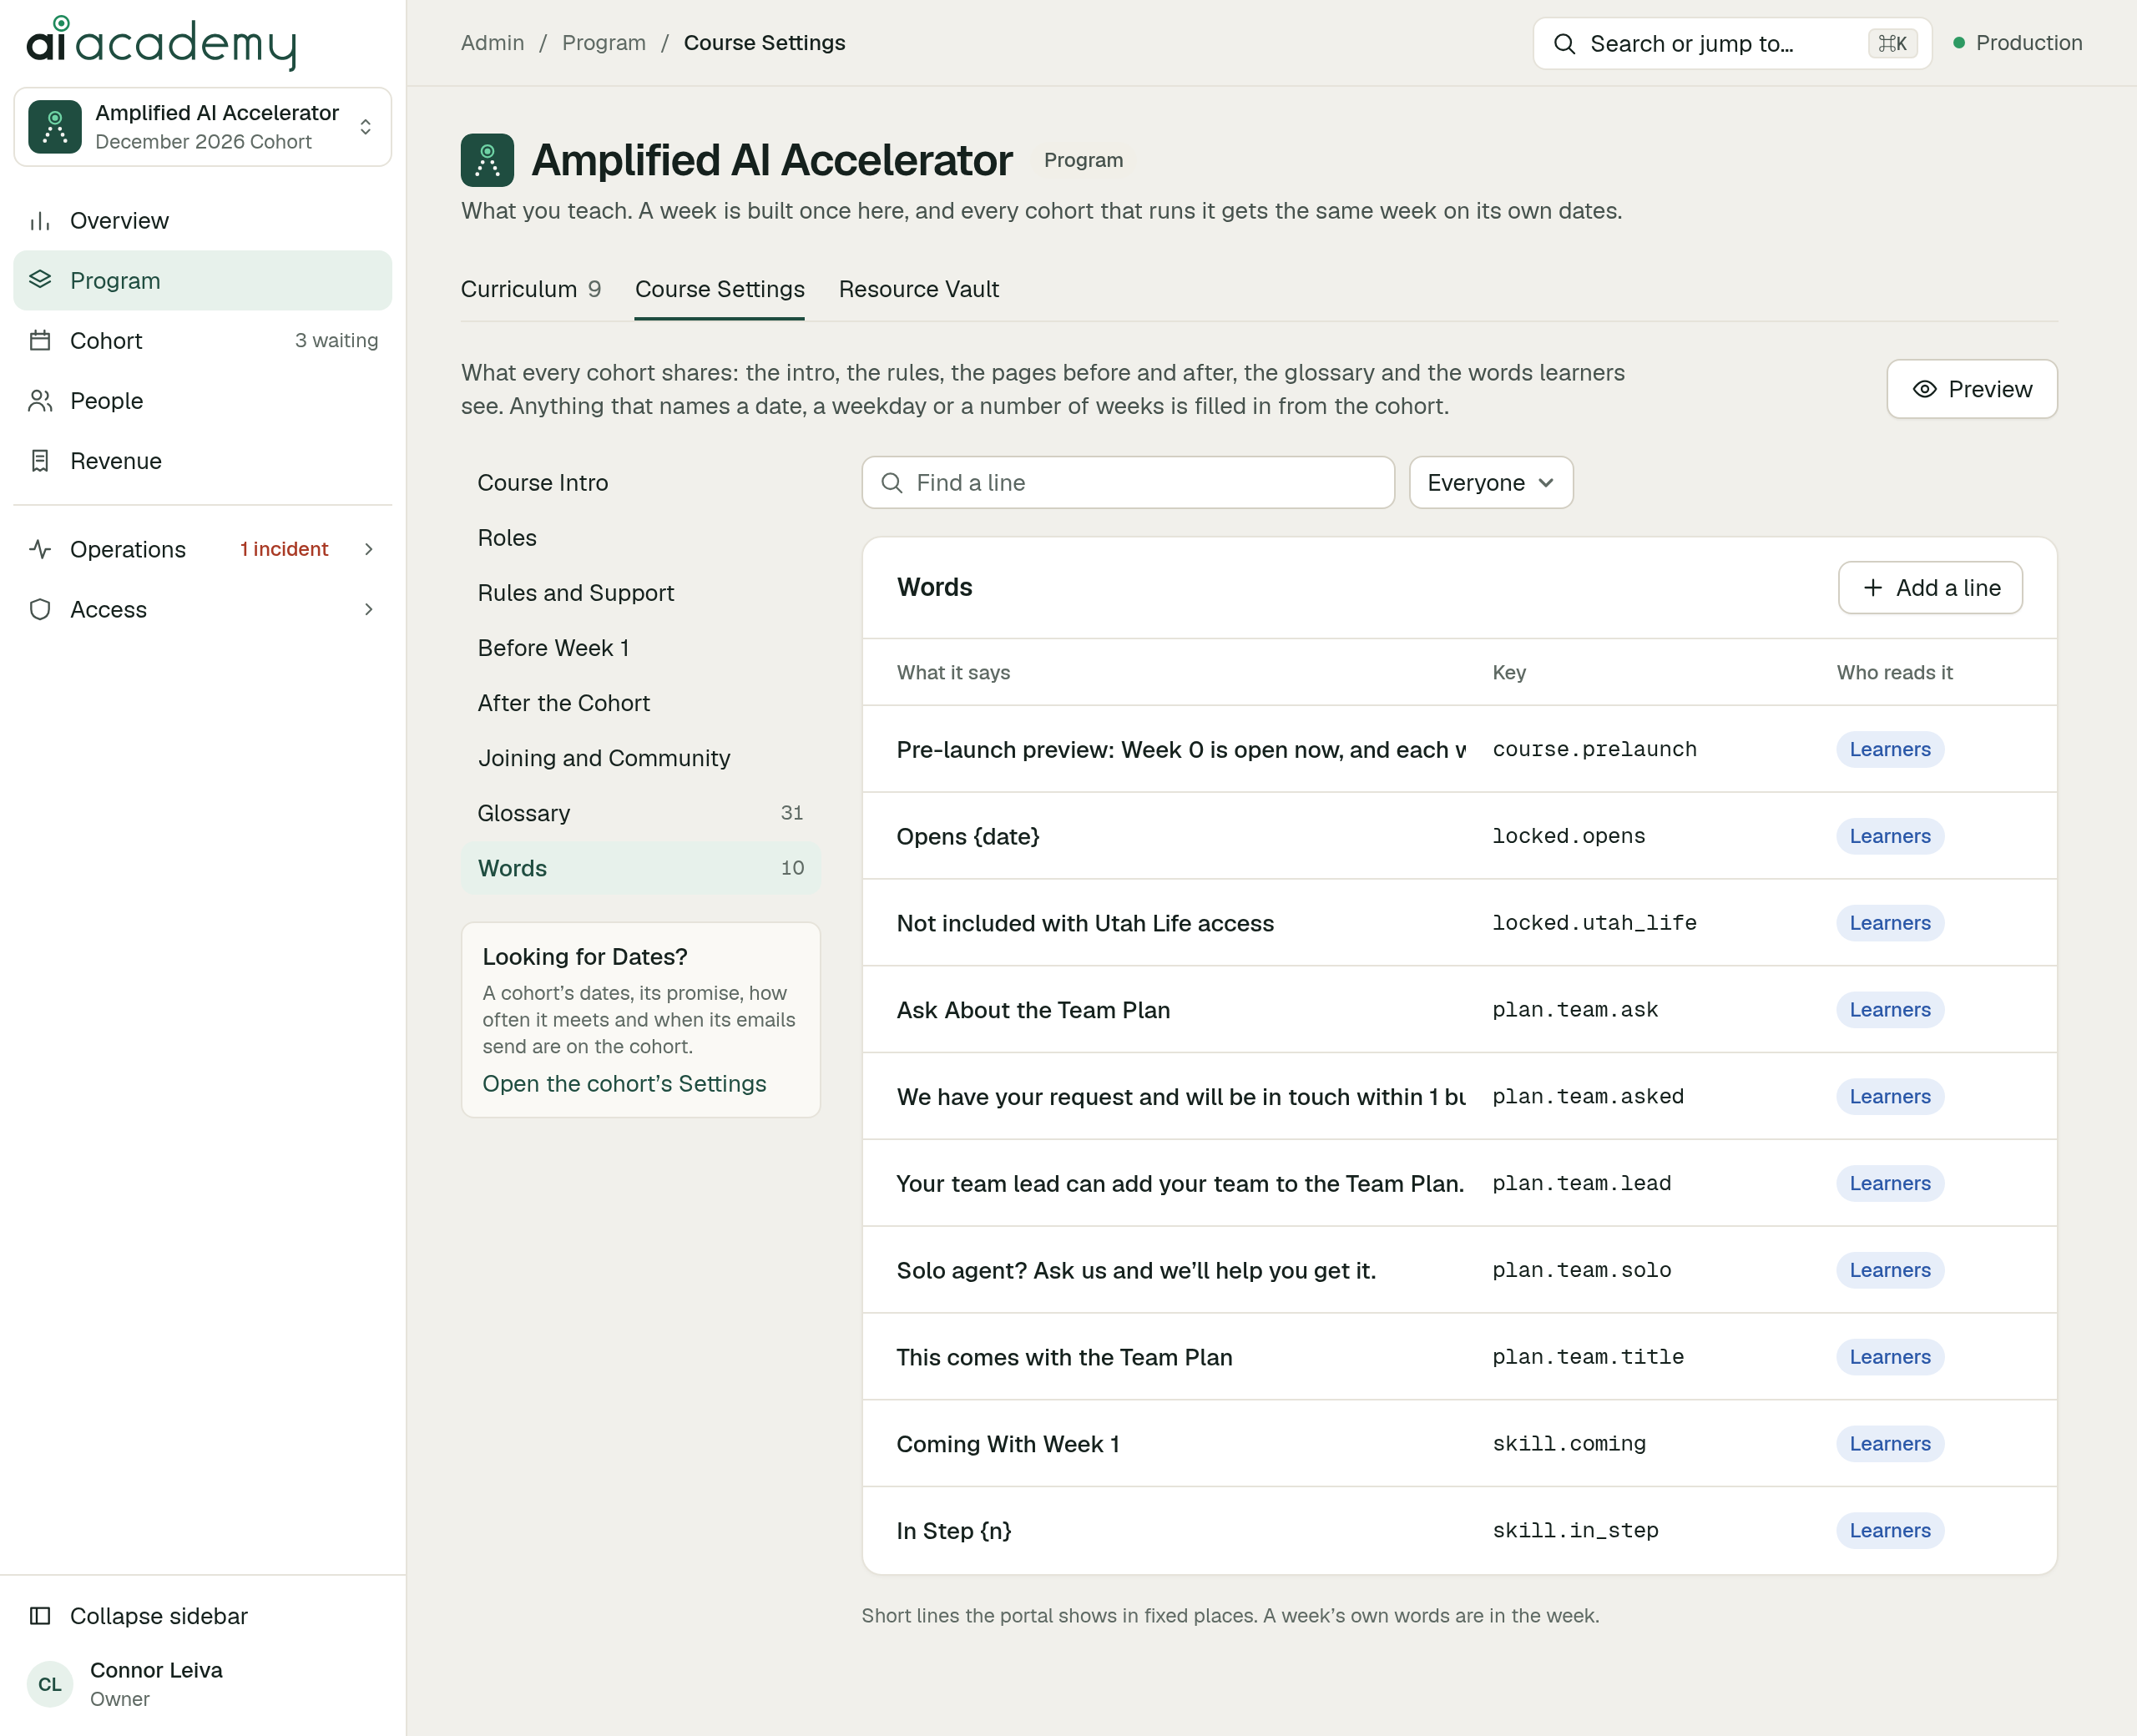 ai academy
Amplified AI Accelerator
December 2026 Cohort
Overview
Program
Cohort 3 waiting
People
Revenue
Operations 1 incident
Access
Collapse sidebar
CL
Connor Leiva
Owner
Admin / Program / Course Settings
Search or jump to... ⌘K
Production
Amplified AI Accelerator Program
What you teach. A week is built once here, and every cohort that runs it gets the same week on its own dates.
Curriculum 9 Course Settings Resource Vault
What every cohort shares: the intro, the rules, the pages before and after, the glossary and the words learners
see. Anything that names a date, a weekday or a number of weeks is filled in from the cohort.
Preview
Course Intro
Roles
Rules and Support
Before Week 1
After the Cohort
Joining and Community
Glossary 31
Words 10
Looking for Dates?
A cohort’s dates, its promise, how
often it meets and when its emails
send are on the cohort.
Open the cohort’s Settings
Find a line Everyone
Words Add a line
What it says Key Who reads it
Pre-launch preview: Week 0 is open now, and each course.prelaunch Learners
Opens {date} locked.opens Learners
Not included with Utah Life access locked.utah_life Learners
Ask About the Team Plan plan.team.ask Learners
We have your request and will be in touch within 1 plan.team.asked Learners
Your team lead can add your team to the Team Plan. plan.team.lead Learners
Solo agent? Ask us and we’ll help you get it. plan.team.solo Learners
This comes with the Team Plan plan.team.title Learners
Coming With Week 1 skill.coming Learners
In Step {n} skill.in_step Learners
Short lines the portal shows in fixed places. A week’s own words are in the week.